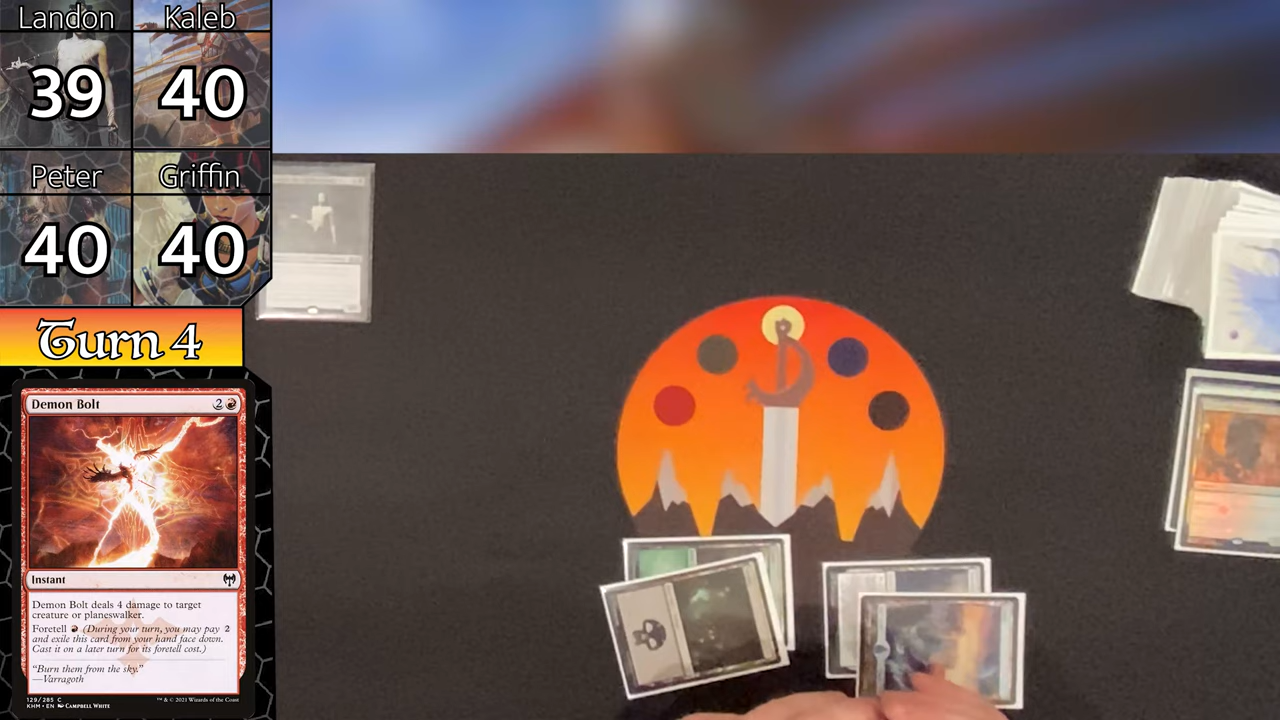 Landon Kaleb
39 40
Peter Griffin
40 40
Turn 4
Demon Bolt 2
Instant
Demon Bolt deals 4 damage to target
creature or planeswalker.
Foretell (During your turn, you may pay 2
and exile this card from your hand face down.
Cast it on a later turn for its foretell cost.)
"Burn them from the sky."
—Varragoth
129/285 C
KHM • EN Campbell White
™ & © 2021 Wizards of the Coast